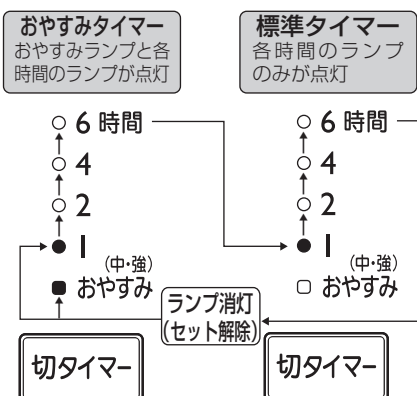 おやすみタイマー
おやすみランプと各
時間のランプが点灯
6 時間
4
2
1
(中・強)
おやすみ
切タイマー
標準タイマー
各時間のランプ
のみが点灯
6 時間
4
2
1
(中・強)
おやすみ
切タイマー
ランプ消灯
(セット解除)